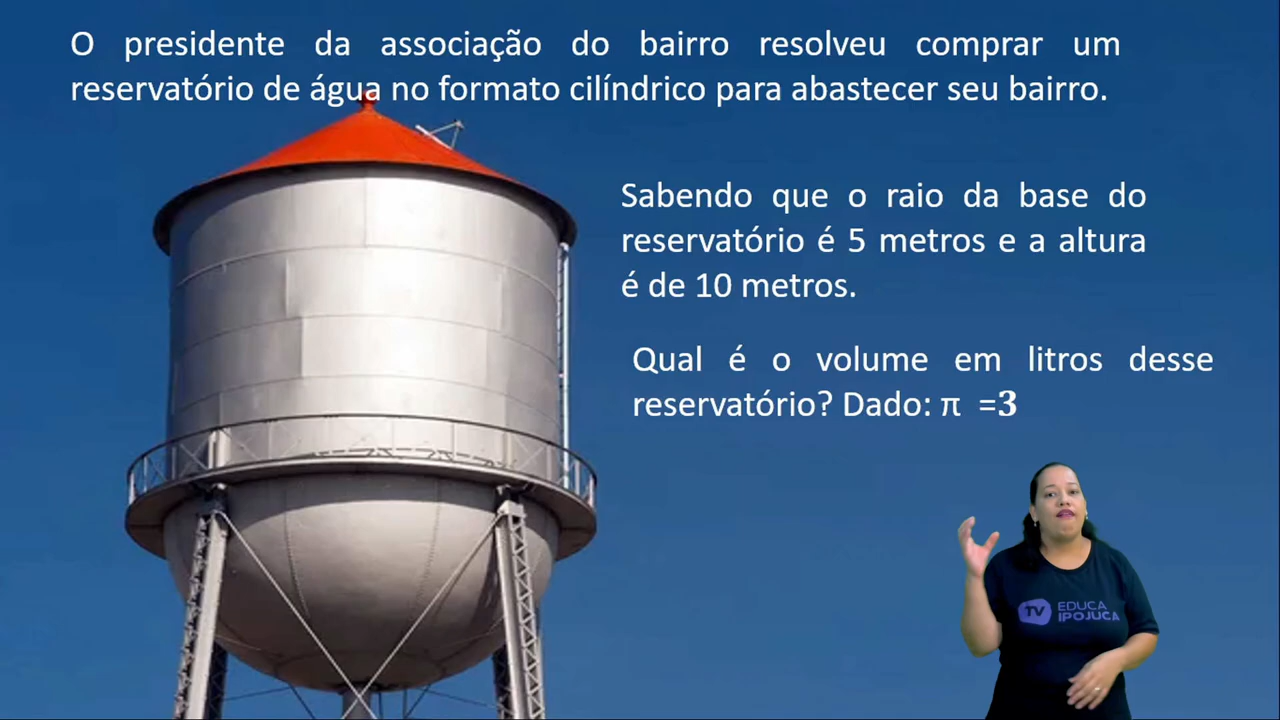 O presidente da associação do bairro resolveu comprar um
reservatório de água no formato cilíndrico para abastecer seu bairro.
Sabendo que o raio da base do
reservatório é 5 metros e a altura
é de 10 metros.
Qual é o volume em litros desse
reservatório? Dado: π =3
TV EDUCA
IPOJUCA